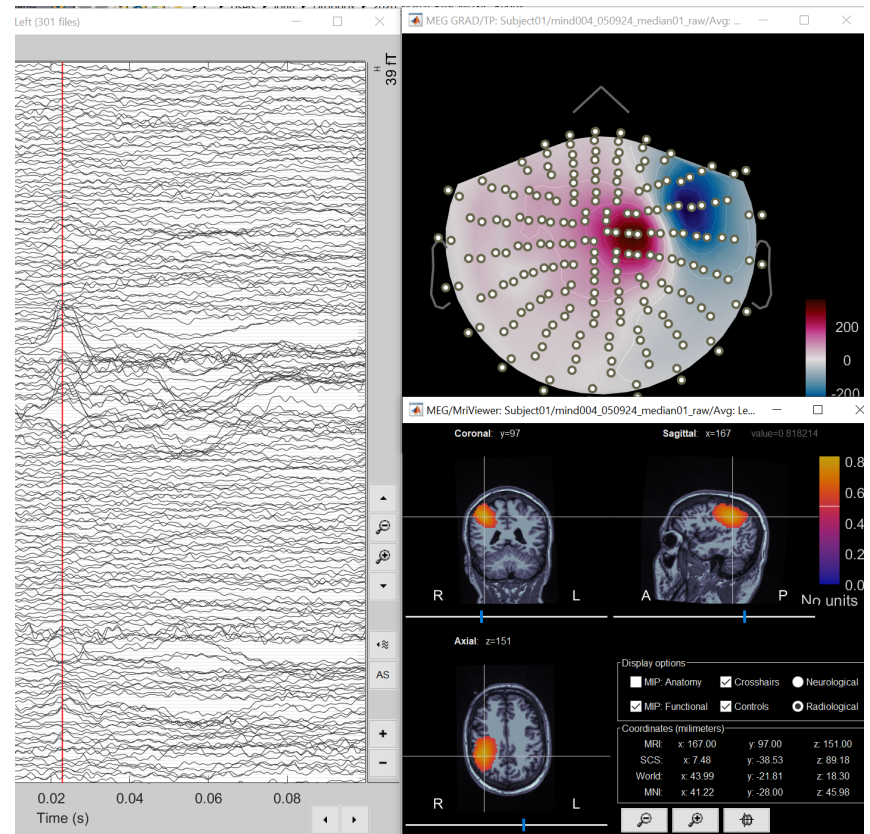 Left (301 files)
39 fT
AS
+
−
0.02 0.04 0.06 0.08
Time (s)
MEG GRAD/TP: Subject01/mind004_050924_median01_raw/Avg: ...
200
0
-200
MEG/MriViewer: Subject01/mind004_050924_median01_raw/Avg: Le...
Coronal: y=97
Sagittal: x=167 value=0.818214
0.8
0.6
0.4
0.2
0.0
No units
R L A P
Axial: z=151
R L
Display options
MIP: Anatomy Crosshairs Neurological
MIP: Functional Controls Radiological
Coordinates (milimeters)
MRI: x: 167.00 y: 97.00 z: 151.00
SCS: x: 7.48 y: -38.53 z: 89.18
World: x: 43.99 y: -21.81 z: 18.30
MNI: x: 41.22 y: -28.00 z: 45.98